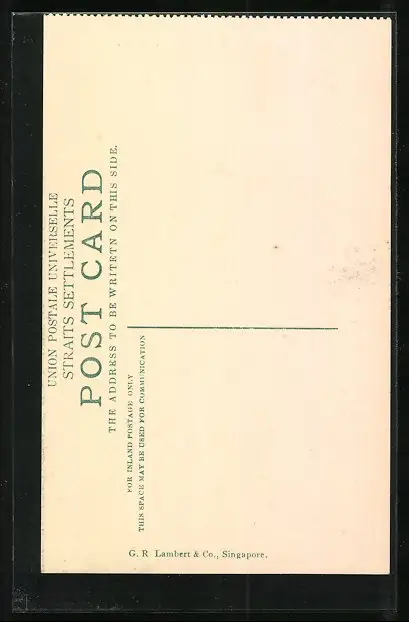 UNION POSTALE UNIVERSELLE
STRAITS SETTLEMENTS
POST CARD
THE ADDRESS TO BE WRITETN ON THIS SIDE.
FOR INLAND POSTAGE ONLY
THIS SPACE MAY BE USED FOR COMMUNICATION
G. R. Lambert & Co., Singapore.